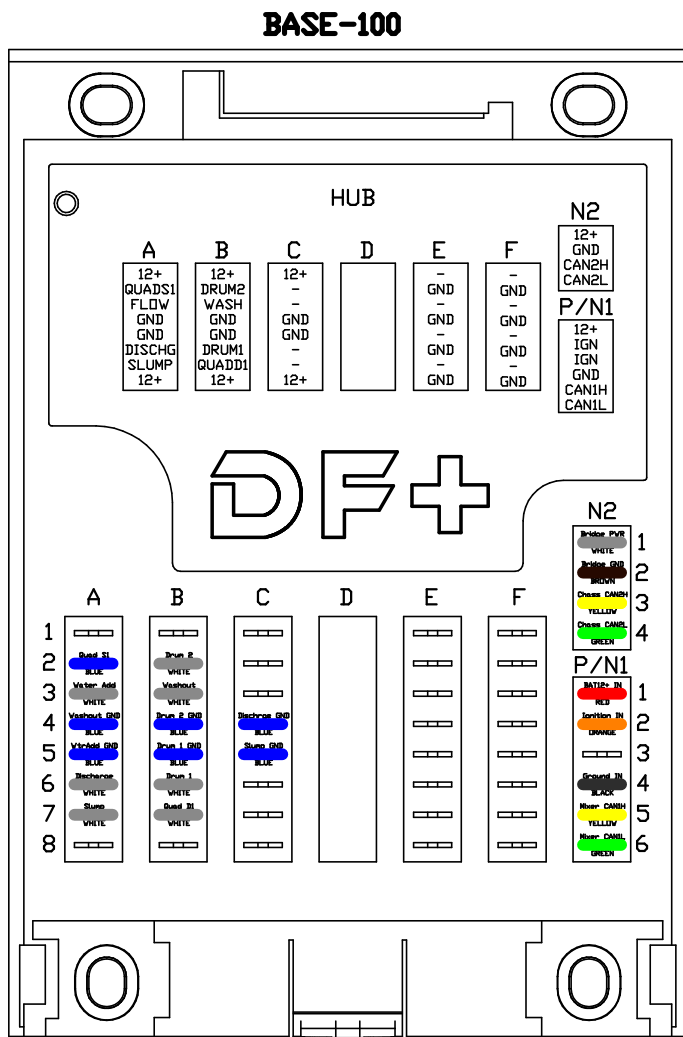 BASE-100
HUB
A B C D E F
12+
QUADS1
FLOW
GND
GND
DISCHG
SLUMP
12+
12+
DRUM2
WASH
GND
GND
DRUM1
QUADD1
12+
12+
-
-
GND
GND
-
-
12+
-
GND
-
GND
-
GND
-
GND
-
GND
-
GND
-
GND
-
GND
N2
12+
GND
CAN2H
CAN2L
P/N1
12+
IGN
IGN
GND
CAN1H
CAN1L
DF+
A B C D E F
1
2
3
4
5
6
7
8
Quad S1
BLUE
Water Add
WHITE
Washout GND
BLUE
WtrAdd GND
BLUE
Discharge
WHITE
Slump
WHITE
Drum 2
WHITE
Washout
WHITE
Drum 2 GND
BLUE
Drum 1 GND
BLUE
Drum 1
WHITE
Quad D1
WHITE
Dischrge GND
BLUE
Slump GND
BLUE
N2
Bridge PWR
WHITE
1
Bridge GND
BROWN
2
Chass CAN2H
YELLOW
3
Chass CAN2L
GREEN
4
P/N1
BAT12+ IN
RED
1
Ignition IN
ORANGE
2
3
Ground IN
BLACK
4
Mixer CAN1H
YELLOW
5
Mixer CAN1L
GREEN
6